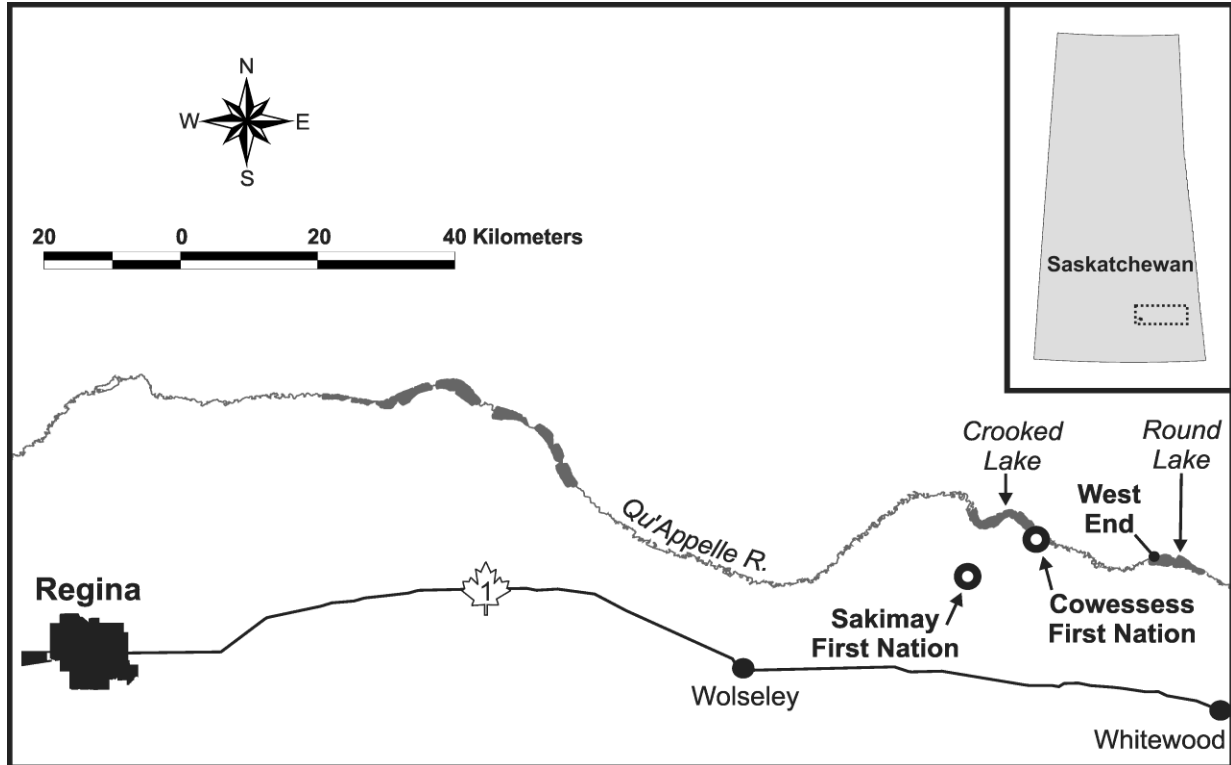 N
W E
S
20 0 20 40 Kilometers
Saskatchewan
Crooked
Lake
Round
Lake
West
End
Qu'Appelle R.
1
Regina
Sakimay
First Nation
Cowessess
First Nation
Wolseley
Whitewood